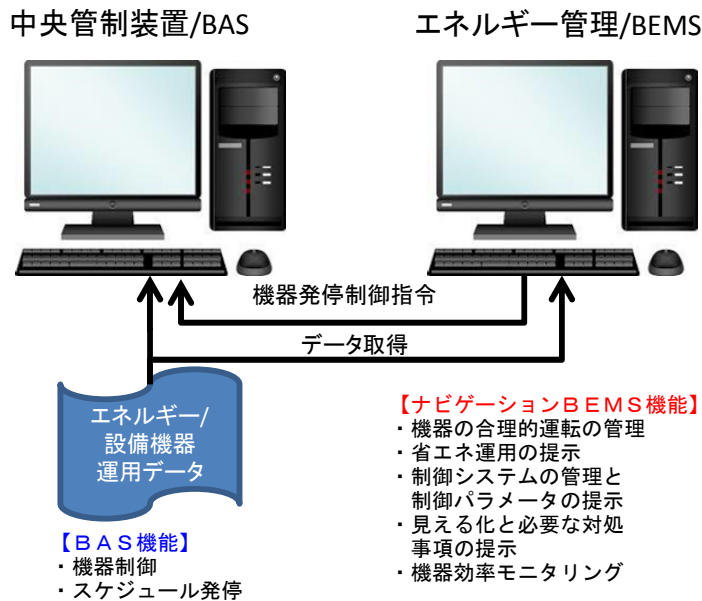 中央管制装置/BAS
エネルギー管理/BEMS
機器発停制御指令
データ取得
エネルギー/
設備機器
運用データ
【ＢＡＳ機能】
・機器制御
・スケジュール発停
【ナビゲーションＢＥＭＳ機能】
・機器の合理的運転の管理
・省エネ運用の提示
・制御システムの管理と
制御パラメータの提示
・見える化と必要な対処
事項の提示
・機器効率モニタリング